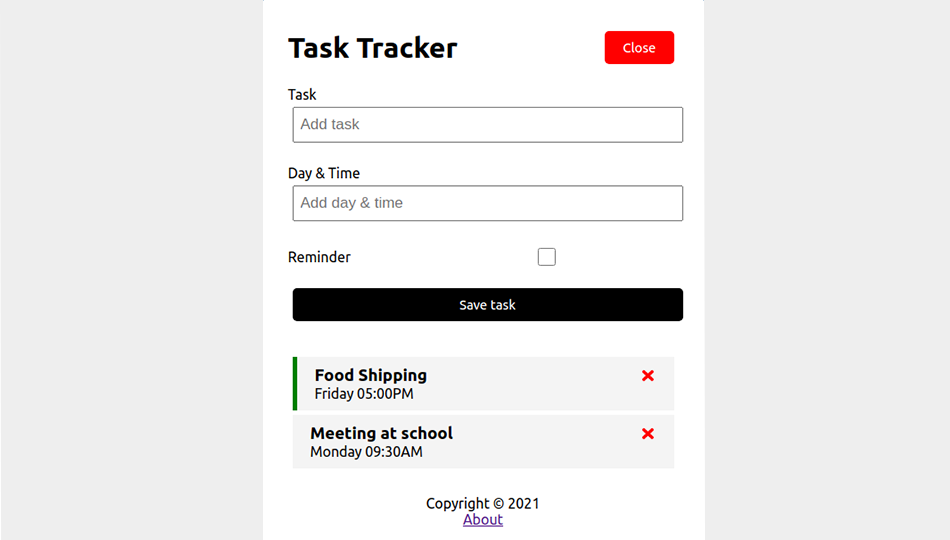 Task Tracker
Close
Task
Add task
Day & Time
Add day & time
Reminder
Save task
Food Shipping
Friday 05:00PM
Meeting at school
Monday 09:30AM
Copyright © 2021
About